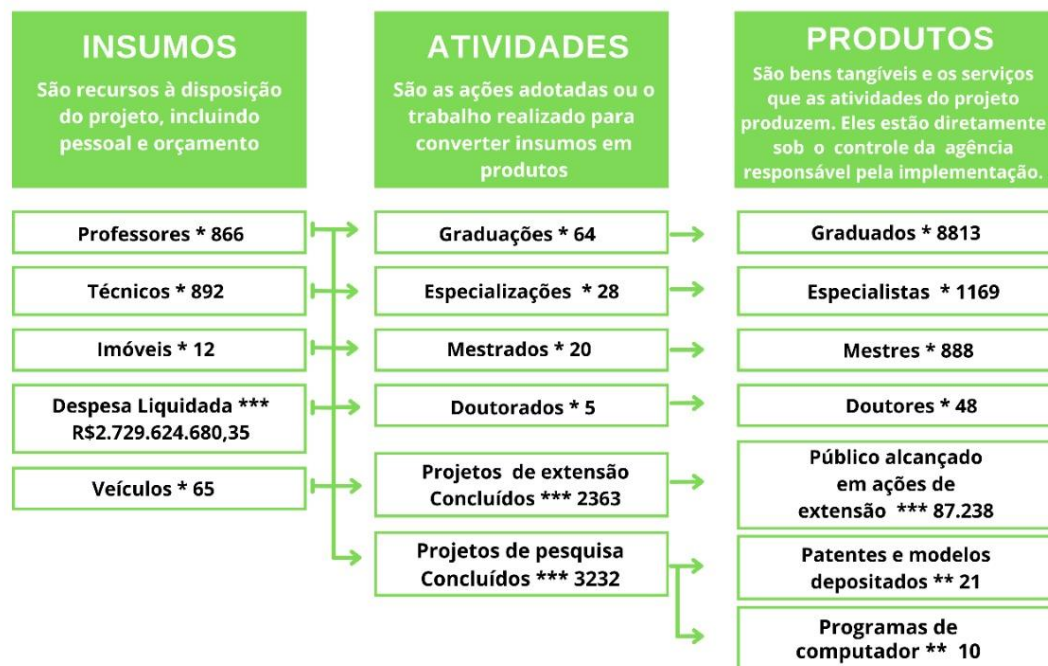 INSUMOS
São recursos à disposição
do projeto, incluindo
pessoal e orçamento
Professores * 866
Técnicos * 892
Imóveis * 12
Despesa Liquidada ***
R$2.729.624.680,35
Veículos * 65
ATIVIDADES
São as ações adotadas ou o
trabalho realizado para
converter insumos em
produtos
Graduações * 64
Especializações * 28
Mestrados * 20
Doutorados * 5
Projetos de extensão
Concluídos *** 2363
Projetos de pesquisa
Concluídos *** 3232
PRODUTOS
São bens tangíveis e os serviços
que as atividades do projeto
produzem. Eles estão diretamente
sob o controle da agência
responsável pela implementação.
Graduados * 8813
Especialistas * 1169
Mestres * 888
Doutores * 48
Público alcançado
em ações de
extensão *** 87.238
Patentes e modelos
depositados ** 21
Programas de
computador ** 10